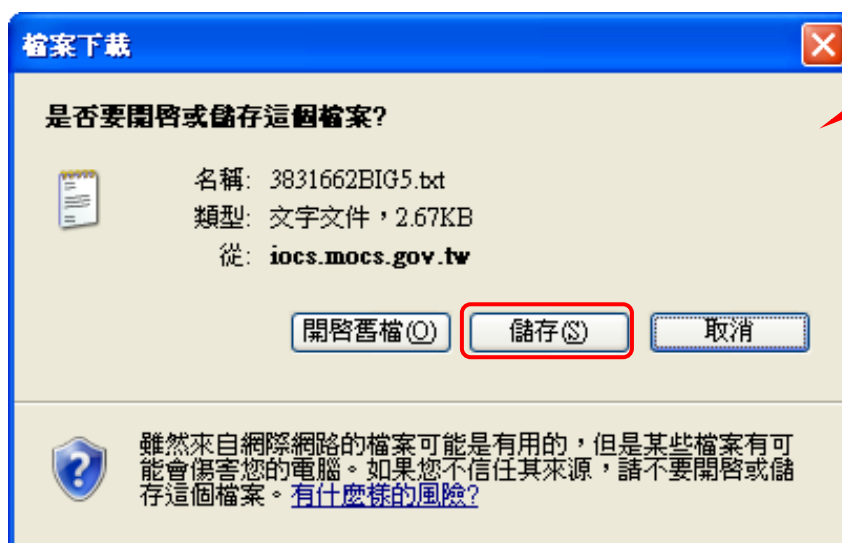 檔案下載
是否要開啓或儲存這個檔案?
名稱: 3831662BIG5.txt
類型: 文字文件，2.67KB
從: iocs.mocs.gov.tw
開啓舊檔(O) 儲存(S) 取消
雖然來自網際網路的檔案可能是有用的，但是某些檔案有可
能會傷害您的電腦。如果您不信任其來源，請不要開啓或儲
存這個檔案。有什麼樣的風險?